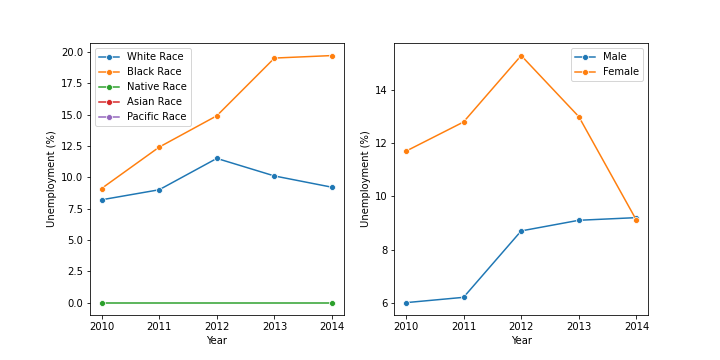 20.0
17.5
15.0
12.5
10.0
7.5
5.0
2.5
0.0
Unemployment (%)
White Race
Black Race
Native Race
Asian Race
Pacific Race
2010 2011 2012 2013 2014
Year
14
12
10
8
6
Unemployment (%)
Male
Female
2010 2011 2012 2013 2014
Year